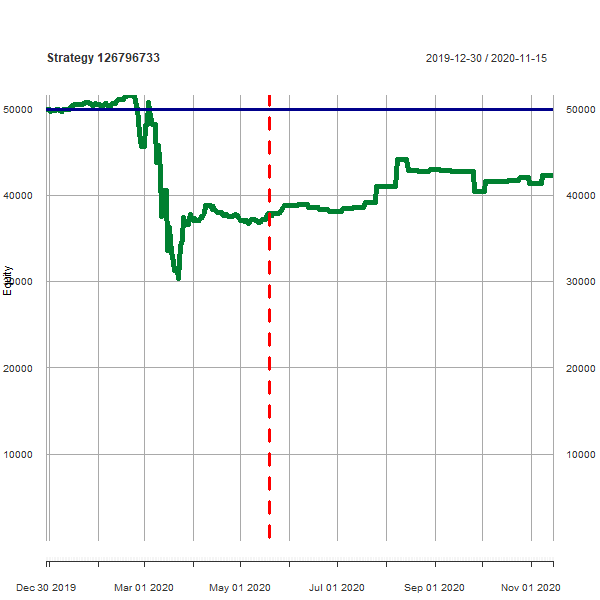 Strategy 126796733
2019-12-30 / 2020-11-15
50000
50000
40000
40000
30000
30000
20000
20000
10000
10000
Equity
Dec 30 2019
Mar 01 2020
May 01 2020
Jul 01 2020
Sep 01 2020
Nov 01 2020